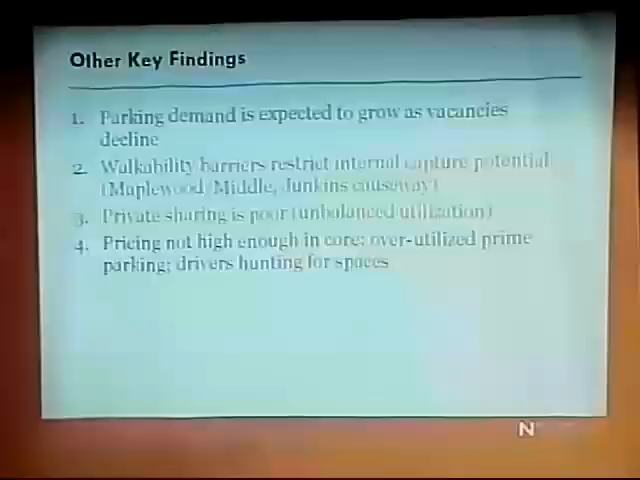 Other Key Findings
1. Parking demand is expected to grow as vacancies
decline
2. Walkability barriers restrict internal capture potential
(Maplewood/Middle, Junkins causeway)
3. Private sharing is poor (unbalanced utilization)
4. Pricing not high enough in core: over-utilized prime
parking; drivers hunting for spaces
N